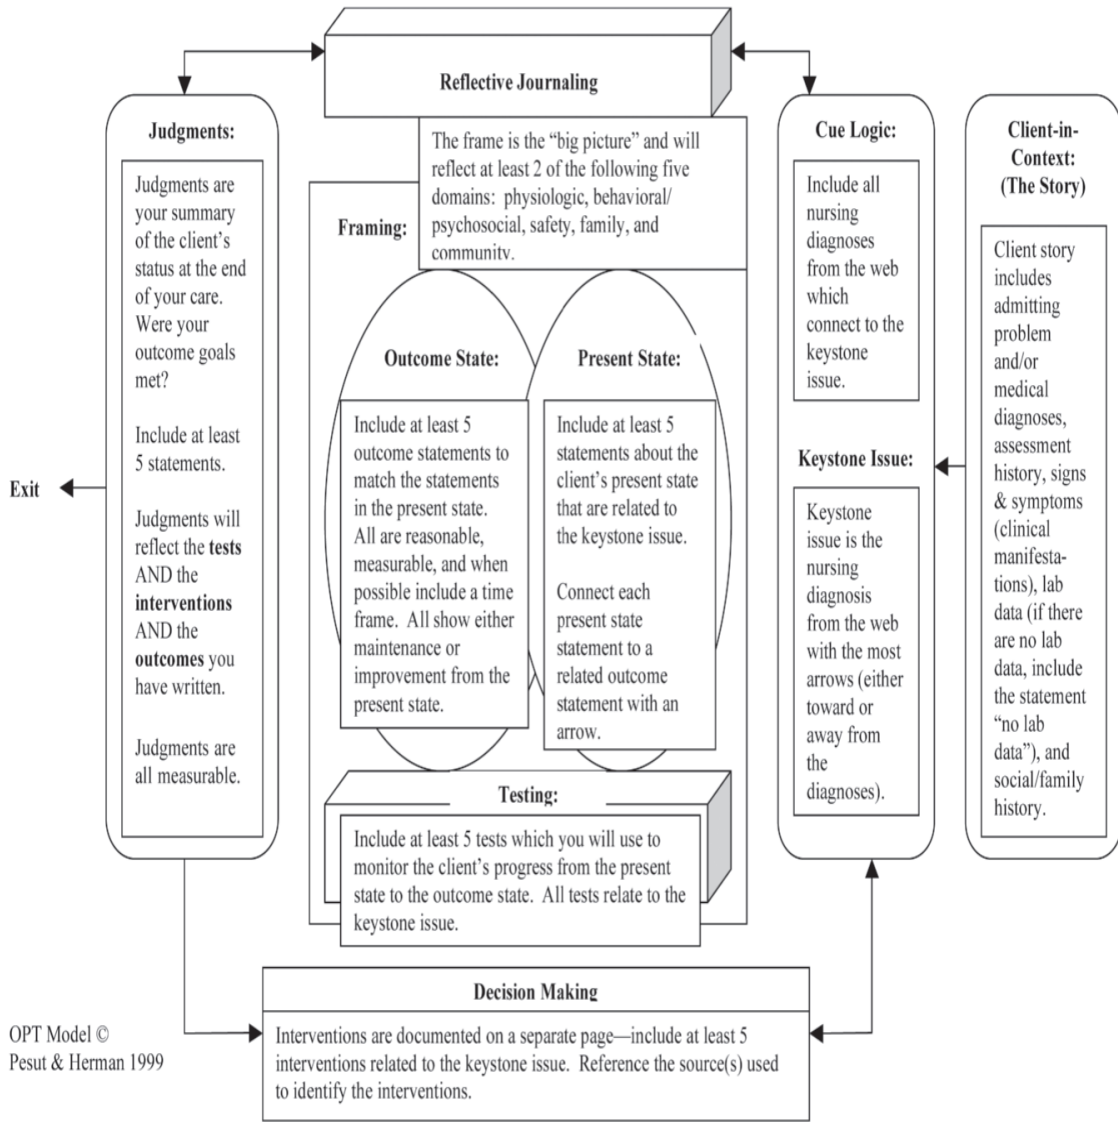 Reflective Journaling
Judgments:
Judgments are
your summary
of the client's
status at the end
of your care.
Were your
outcome goals
met?
Include at least
5 statements.
Judgments will
reflect the tests
AND the
interventions
AND the
outcomes you
have written.
Judgments are
all measurable.
Exit
Framing:
The frame is the “big picture” and will
reflect at least 2 of the following five
domains: physiologic, behavioral/
psychosocial, safety, family, and
community.
Outcome State:
Include at least 5
outcome statements to
match the statements
in the present state.
All are reasonable,
measurable, and when
possible include a time
frame. All show either
maintenance or
improvement from the
present state.
Present State:
Include at least 5
statements about the
client's present state
that are related to
the keystone issue.
Connect each
present state
statement to a
related outcome
statement with an
arrow.
Testing:
Include at least 5 tests which you will use to
monitor the client's progress from the present
state to the outcome state. All tests relate to the
keystone issue.
Cue Logic:
Include all
nursing
diagnoses
from the web
which
connect to the
keystone
issue.
Keystone Issue:
Keystone
issue is the
nursing
diagnosis
from the web
with the most
arrows (either
toward or
away from
the
diagnoses).
Client-in-
Context:
(The Story)
Client story
includes
admitting
problem
and/or
medical
diagnoses,
assessment
history, signs
& symptoms
(clinical
manifesta-
tions), lab
data (if there
are no lab
data, include
the statement
“no lab
data”), and
social/family
history.
Decision Making
Interventions are documented on a separate page—include at least 5
interventions related to the keystone issue. Reference the source(s) used
to identify the interventions.
OPT Model ©
Pesut & Herman 1999